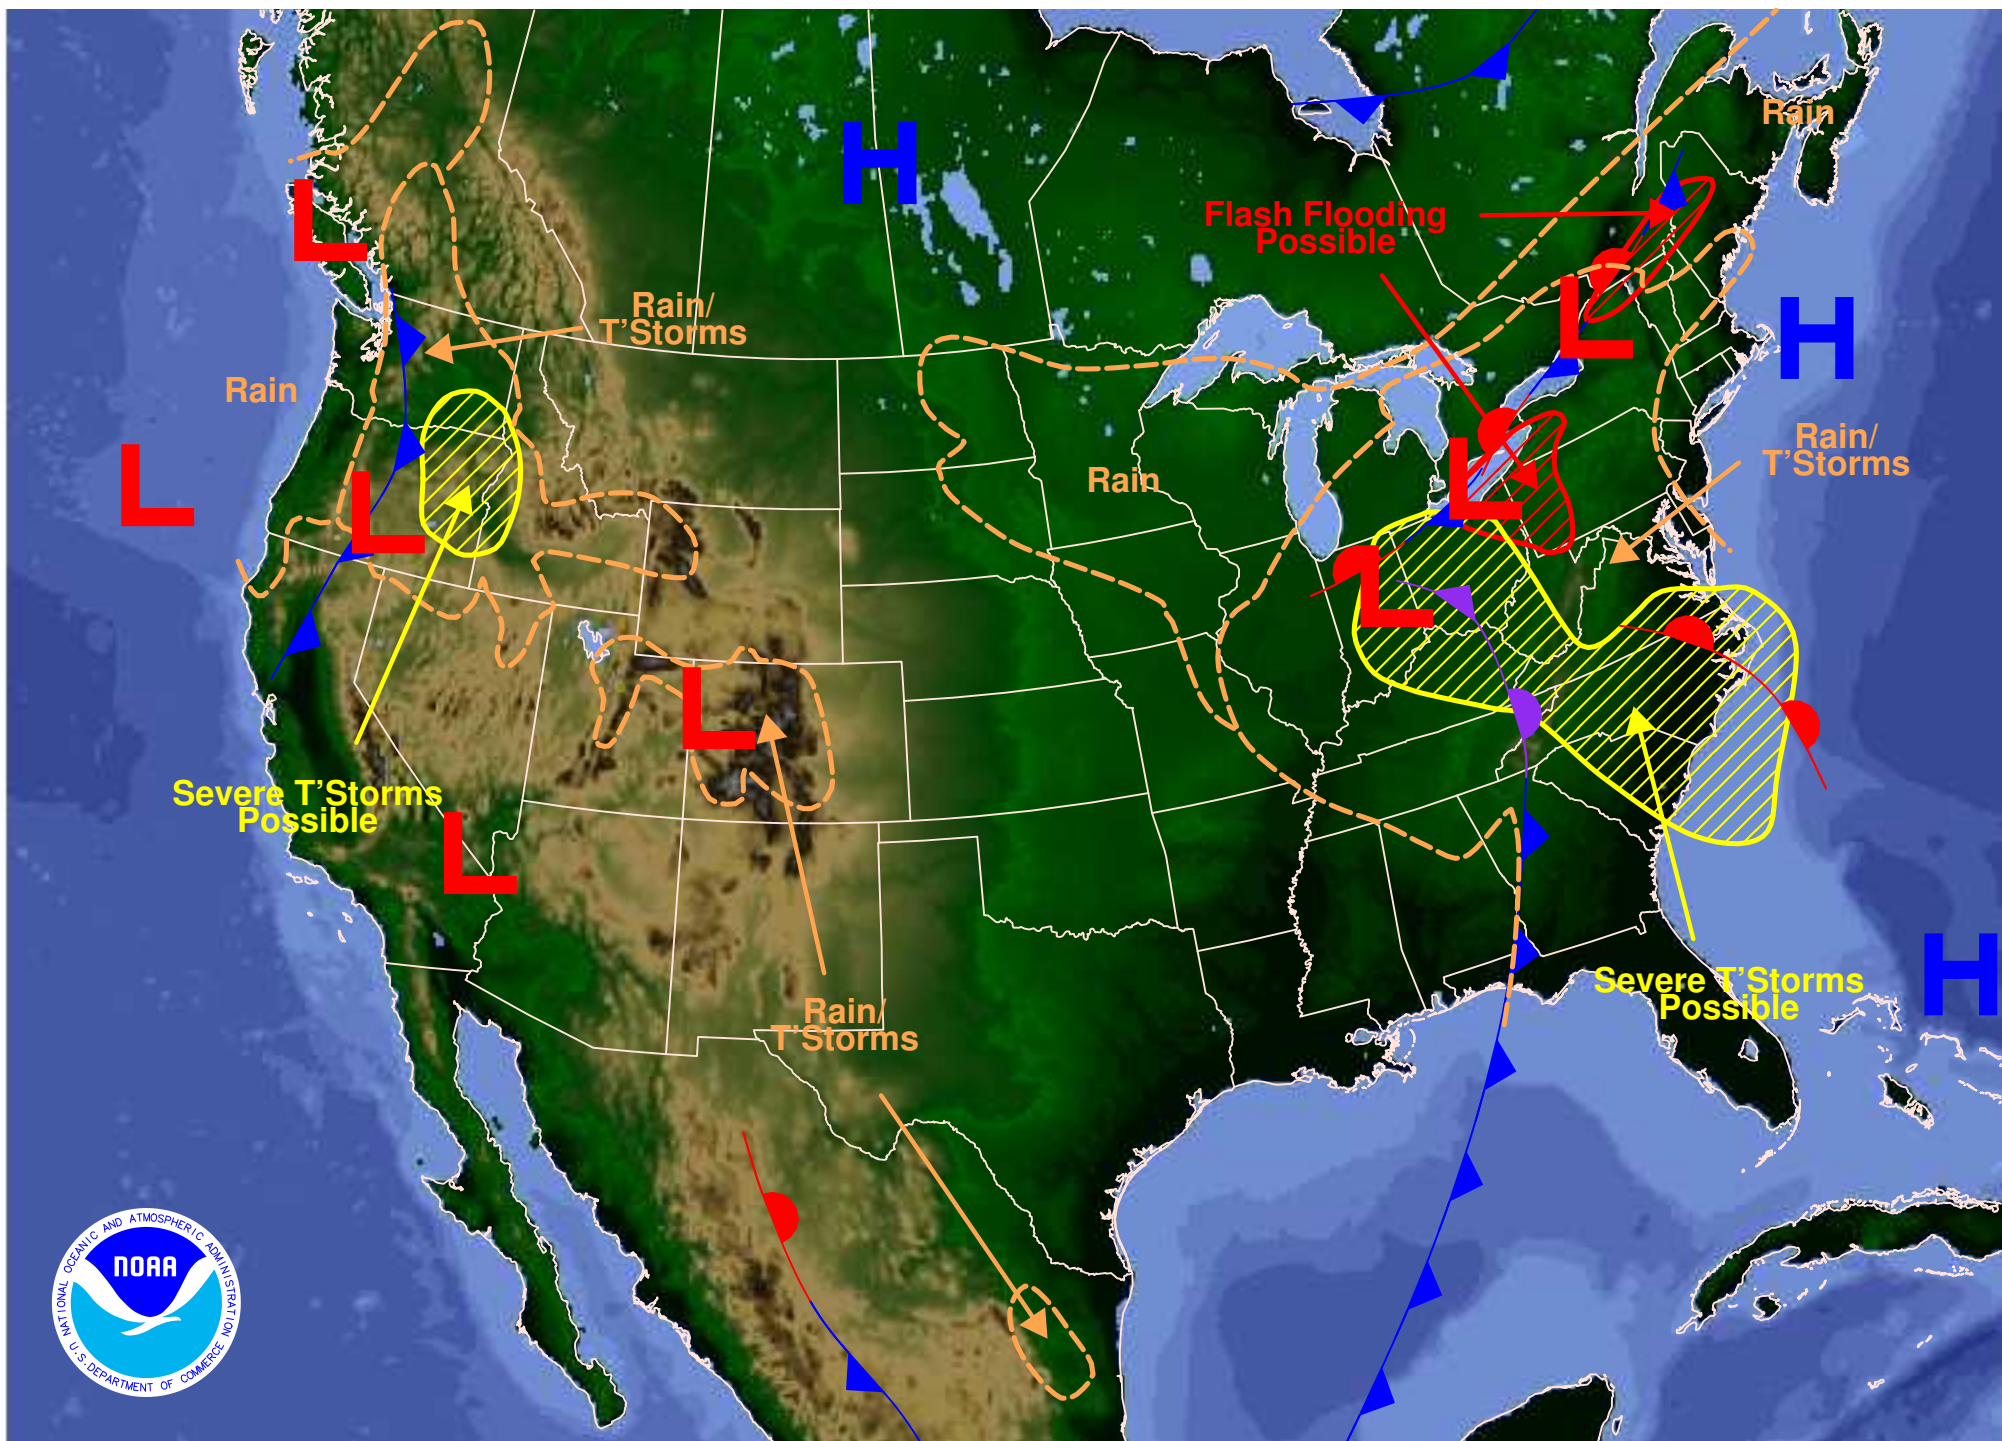 Rain
H
L
Flash Flooding
Possible
Rain/
T'Storms
L
H
Rain
Rain/
T'Storms
L
Rain
L
L
L
L
Severe T'Storms
Possible
L
Severe T'Storms
Possible
H
Rain/
T'Storms
NATIONAL OCEANIC AND ATMOSPHERIC ADMINISTRATION
NOAA
U.S. DEPARTMENT OF COMMERCE